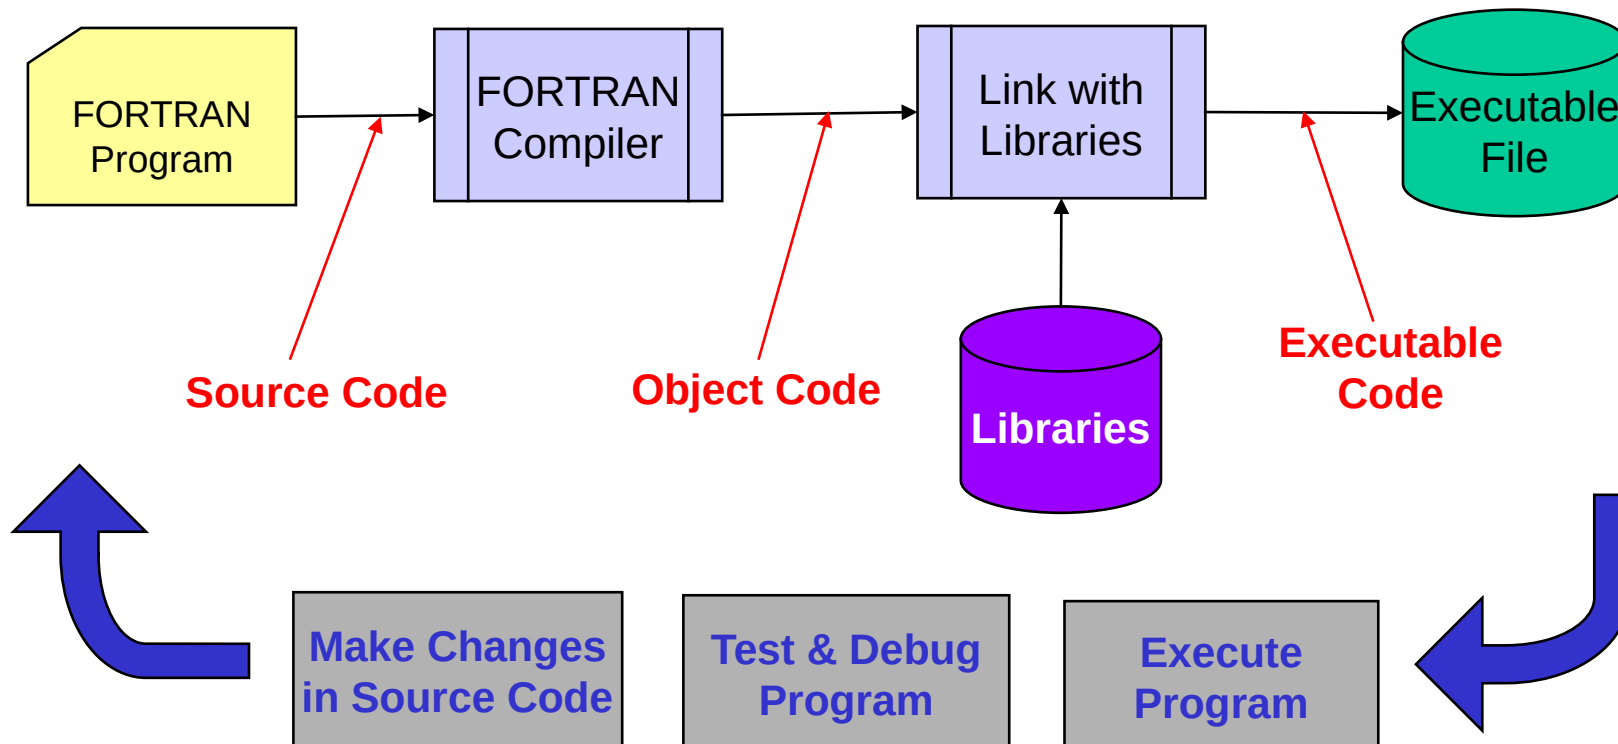 FORTRAN
Program
FORTRAN
Compiler
Link with
Libraries
Executable
File
Source Code
Object Code
Libraries
Executable
Code
Make Changes
in Source Code
Test & Debug
Program
Execute
Program